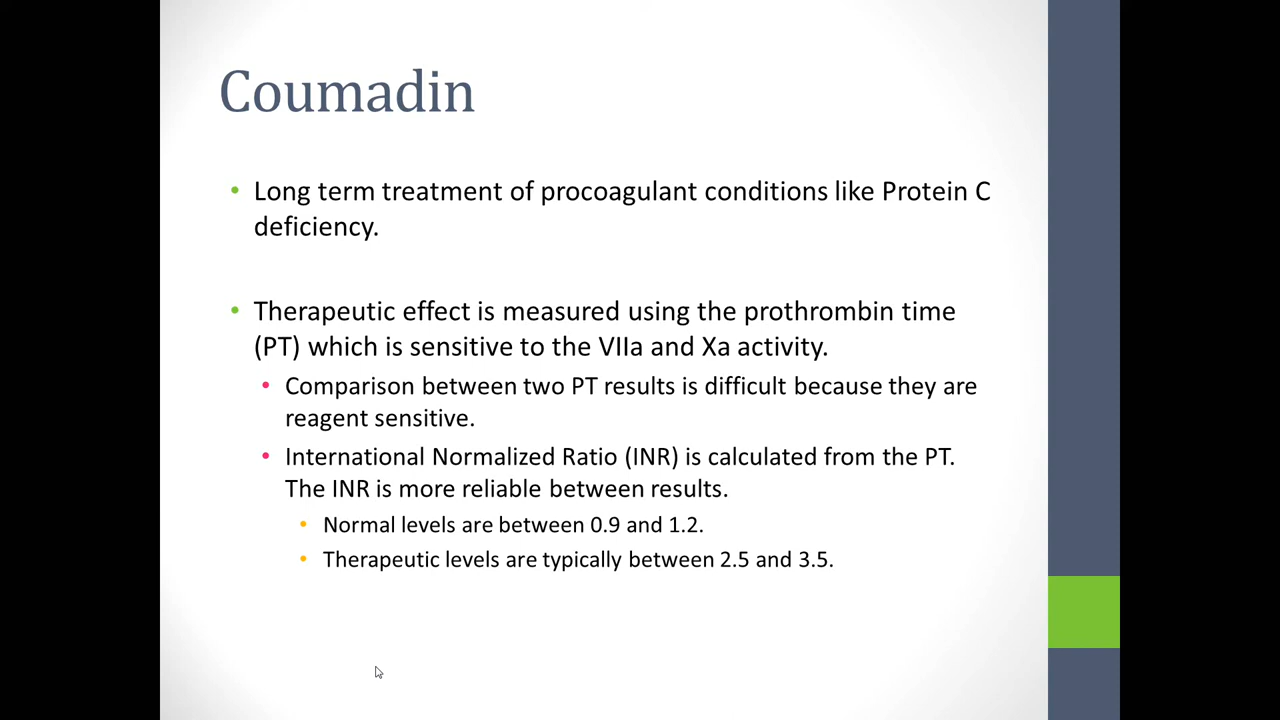 Coumadin
• Long term treatment of procoagulant conditions like Protein C
deficiency.
• Therapeutic effect is measured using the prothrombin time
(PT) which is sensitive to the VIIa and Xa activity.
• Comparison between two PT results is difficult because they are
reagent sensitive.
• International Normalized Ratio (INR) is calculated from the PT.
The INR is more reliable between results.
• Normal levels are between 0.9 and 1.2.
• Therapeutic levels are typically between 2.5 and 3.5.